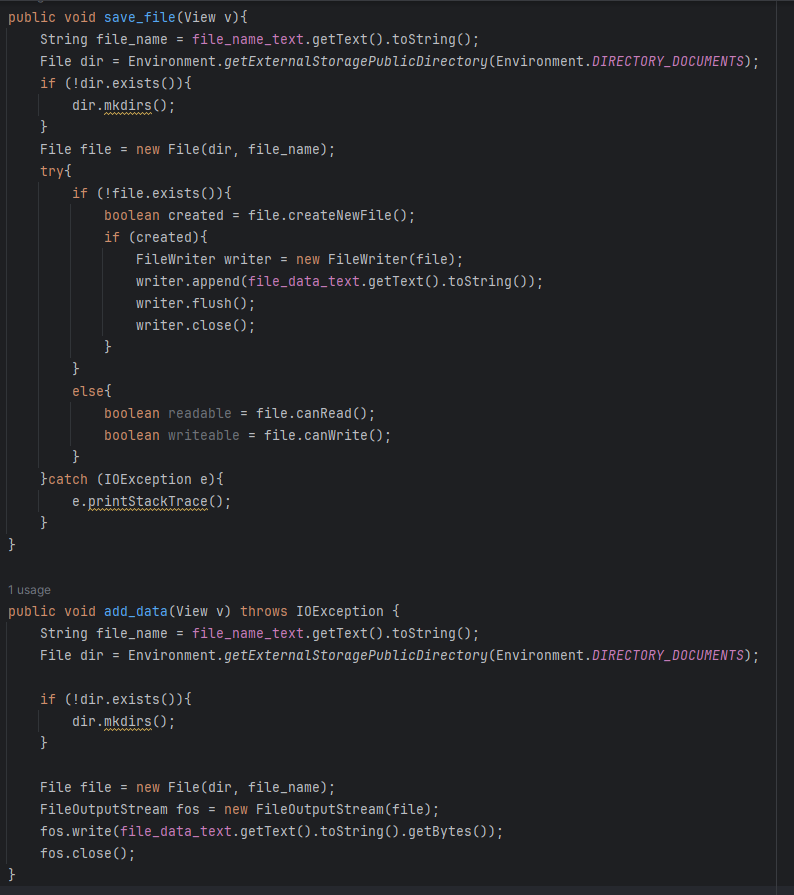 public void save_file(View v){
    String file_name = file_name_text.getText().toString();
    File dir = Environment.getExternalStoragePublicDirectory(Environment.DIRECTORY_DOCUMENTS);
    if (!dir.exists()){
        dir.mkdirs();
    }
    File file = new File(dir, file_name);
    try{
        if (!file.exists()){
            boolean created = file.createNewFile();
            if (created){
                FileWriter writer = new FileWriter(file);
                writer.append(file_data_text.getText().toString());
                writer.flush();
                writer.close();
            }
        }
        else{
            boolean readable = file.canRead();
            boolean writeable = file.canWrite();
        }
    }catch (IOException e){
        e.printStackTrace();
    }
}
1 usage
public void add_data(View v) throws IOException {
    String file_name = file_name_text.getText().toString();
    File dir = Environment.getExternalStoragePublicDirectory(Environment.DIRECTORY_DOCUMENTS);
    if (!dir.exists()){
        dir.mkdirs();
    }
    File file = new File(dir, file_name);
    FileOutputStream fos = new FileOutputStream(file);
    fos.write(file_data_text.getText().toString().getBytes());
    fos.close();
}